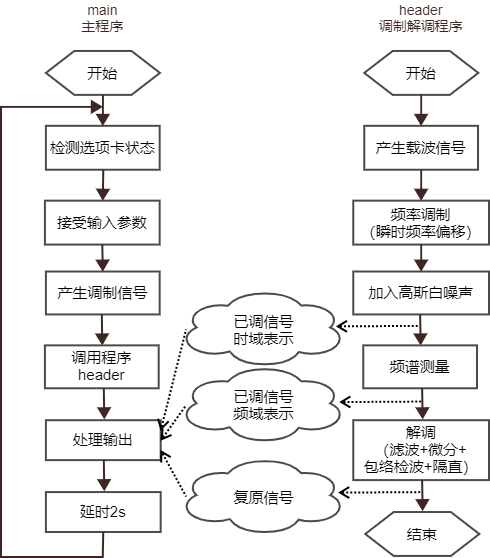 main
主程序
开始
检测选项卡状态
接受输入参数
产生调制信号
调用程序
header
处理输出
延时2s
已调信号
时域表示
已调信号
频域表示
复原信号
header
调制解调程序
开始
产生载波信号
频率调制
(瞬时频率偏移)
加入高斯白噪声
频谱测量
解调
(滤波+微分+
包络检波+隔直)
结束